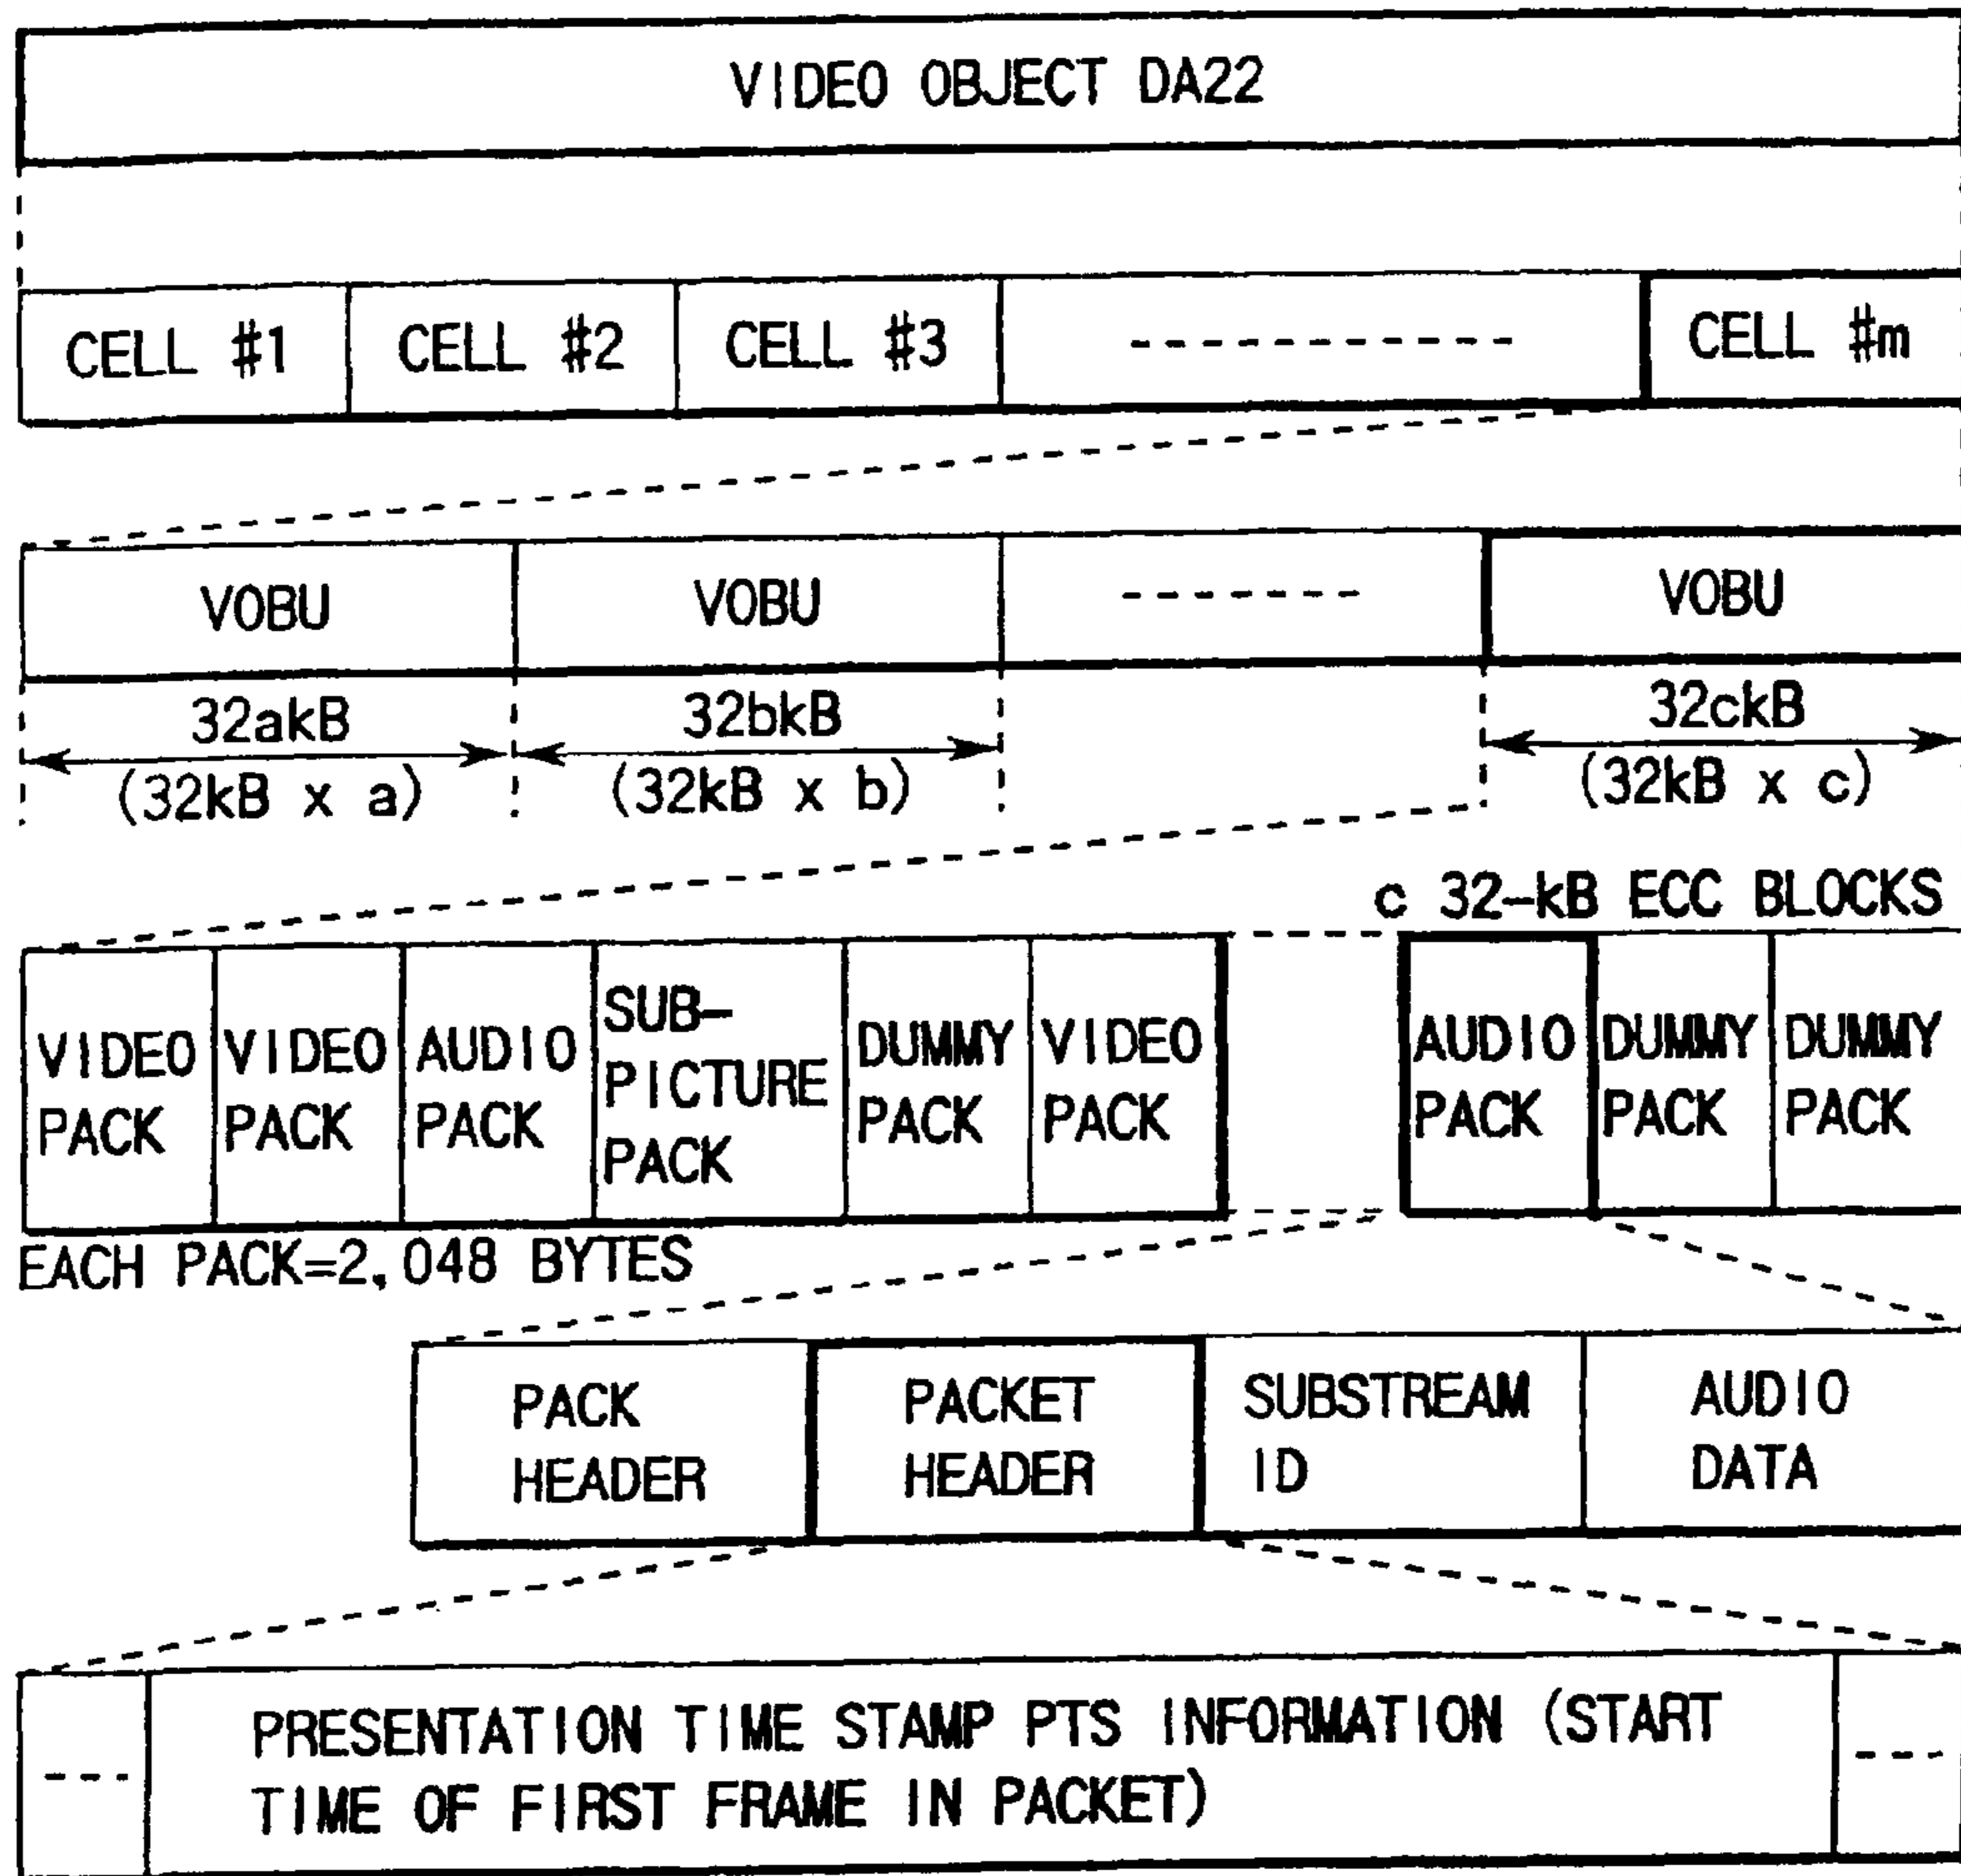 VIDEO OBJECT DA22
CELL #1
CELL #2
CELL #3
CELL #m
VOBU
VOBU
VOBU
32akB
(32kB x a)
32bkB
(32kB x b)
32ckB
(32kB x c)
c 32-kB ECC BLOCKS
VIDEO
PACK
VIDEO
PACK
AUDIO
PACK
SUB-
PICTURE
PACK
DUMMY
PACK
VIDEO
PACK
AUDIO
PACK
DUMMY
PACK
DUMMY
PACK
EACH PACK=2,048 BYTES
PACK
HEADER
PACKET
HEADER
SUBSTREAM
ID
AUDIO
DATA
PRESENTATION TIME STAMP PTS INFORMATION (START
TIME OF FIRST FRAME IN PACKET)